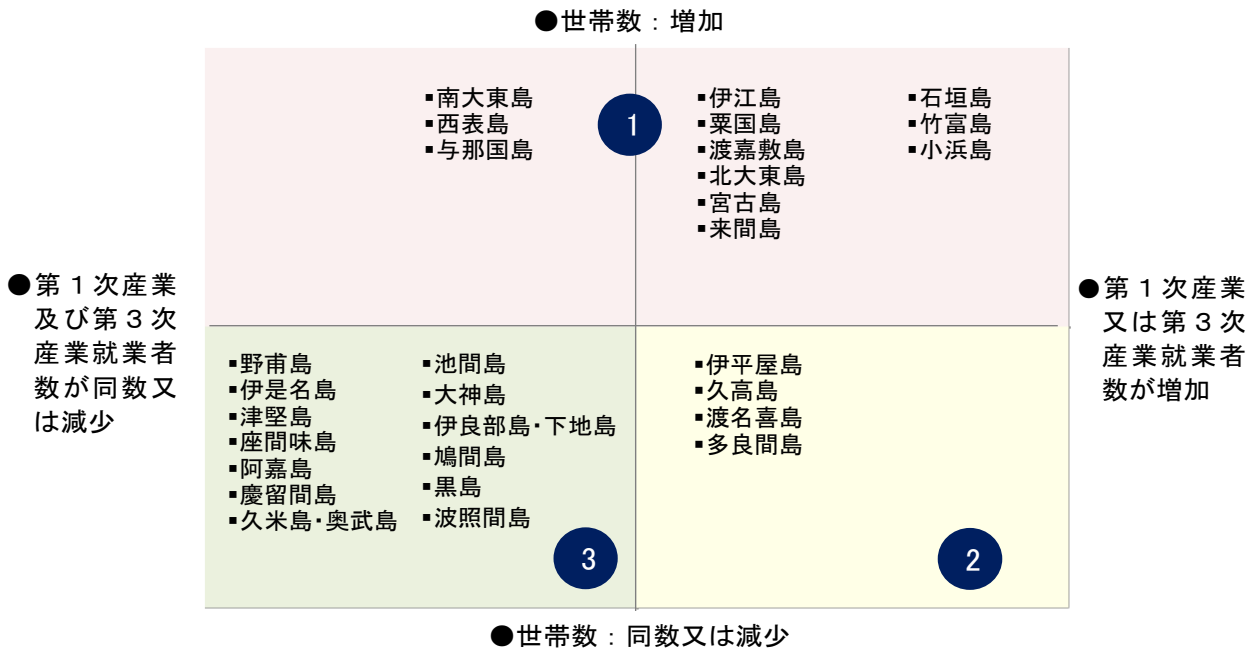 ●世帯数：増加
▪南大東島
▪西表島
▪与那国島
1
▪伊江島
▪粟国島
▪渡嘉敷島
▪北大東島
▪宮古島
▪来間島
▪石垣島
▪竹富島
▪小浜島
●第１次産業
及び第３次
産業就業者
数が同数又
は減少
●第１次産業
又は第３次
産業就業者
数が増加
▪野甫島
▪伊是名島
▪津堅島
▪座間味島
▪阿嘉島
▪慶留間島
▪久米島・奥武島
▪池間島
▪大神島
▪伊良部島・下地島
▪鳩間島
▪黒島
▪波照間島
3
▪伊平屋島
▪久高島
▪渡名喜島
▪多良間島
2
●世帯数：同数又は減少